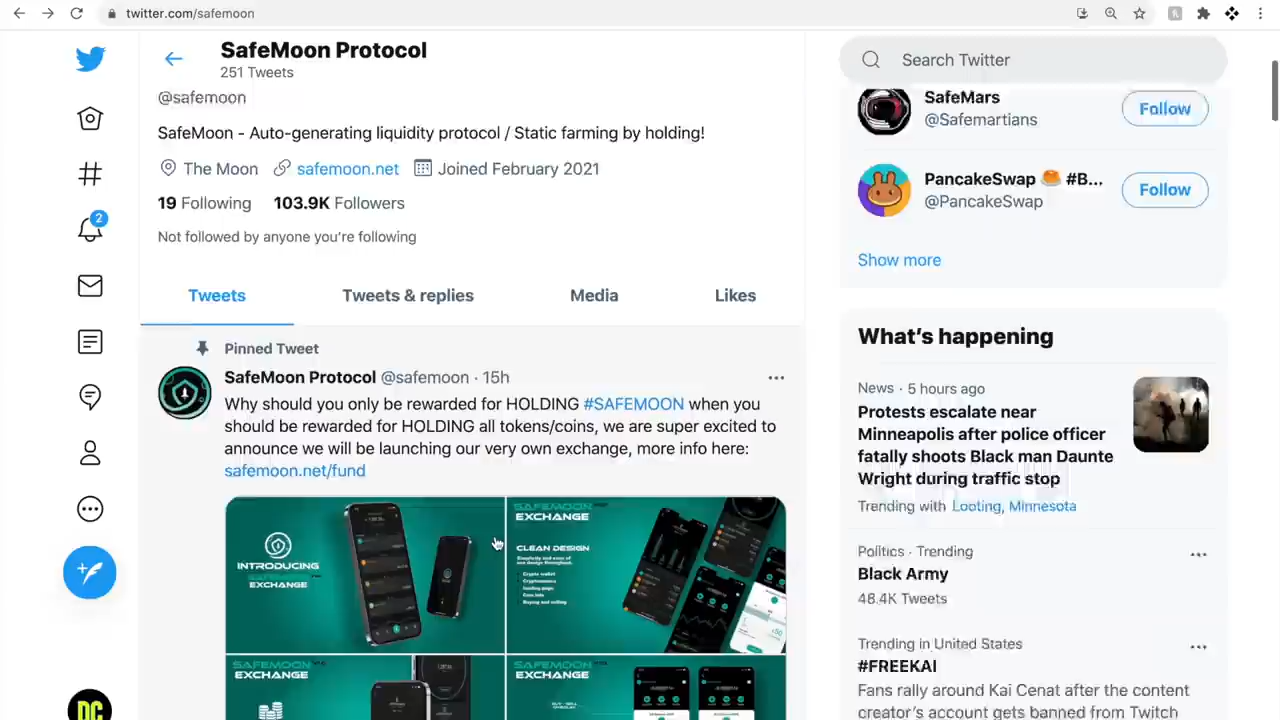 twitter.com/safemoon
SafeMoon Protocol
251 Tweets
@safemoon
SafeMoon - Auto-generating liquidity protocol / Static farming by holding!
The Moon safemoon.net Joined February 2021
19 Following 103.9K Followers
Not followed by anyone you're following
Tweets Tweets & replies Media Likes
Pinned Tweet
SafeMoon Protocol @safemoon · 15h
Why should you only be rewarded for HOLDING #SAFEMOON when you
should be rewarded for HOLDING all tokens/coins, we are super excited to
announce we will be launching our very own exchange, more info here:
safemoon.net/fund
INTRODUCING
EXCHANGE
SAFEMOON
EXCHANGE
CLEAN DESIGN
Buying and selling
SAFEMOON
EXCHANGE
SAFEMOON
EXCHANGE
2
DC
Search Twitter
SafeMars
@Safemartians
Follow
PancakeSwap 🥞 #B...
@PancakeSwap
Follow
Show more
What's happening
News · 5 hours ago
Protests escalate near
Minneapolis after police officer
fatally shoots Black man Daunte
Wright during traffic stop
Trending with Looting, Minnesota
Politics · Trending
Black Army
48.4K Tweets
Trending in United States
#FREEKAI
Fans rally around Kai Cenat after the content
creator's account gets banned from Twitch